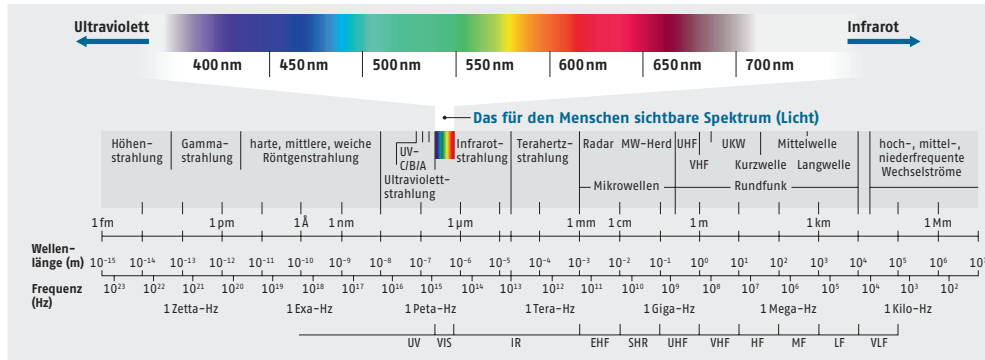 Ultraviolett Infrarot
400 nm 450 nm 500 nm 550 nm 600 nm 650 nm 700 nm
Das für den Menschen sichtbare Spektrum (Licht)
Höhen-
strahlung
Gamma-
strahlung
harte, mittlere, weiche
Röntgenstrahlung
UV-
C/B/A
Ultraviolett-
strahlung
Infrarot-
strahlung
Terahertz-
strahlung
Radar MW-Herd
Mikrowellen
UHF UKW Mittelwelle
VHF Kurzwelle Langwelle
Rundfunk
hoch-, mittel-,
niederfrequente
Wechselströme
1 fm 1 pm 1 Å 1 nm 1 µm 1 mm 1 cm 1 m 1 km 1 Mm
Wellen-
länge (m)
10⁻¹⁵ 10⁻¹⁴ 10⁻¹³ 10⁻¹² 10⁻¹¹ 10⁻¹⁰ 10⁻⁹ 10⁻⁸ 10⁻⁷ 10⁻⁶ 10⁻⁵ 10⁻⁴ 10⁻³ 10⁻² 10⁻¹ 10⁰ 10¹ 10² 10³ 10⁴ 10⁵ 10⁶ 10⁷
Frequenz
(Hz)
10²³ 10²² 10²¹ 10²⁰ 10¹⁹ 10¹⁸ 10¹⁷ 10¹⁶ 10¹⁵ 10¹⁴ 10¹³ 10¹² 10¹¹ 10¹⁰ 10⁹ 10⁸ 10⁷ 10⁶ 10⁵ 10⁴ 10³ 10²
1 Zetta-Hz 1 Exa-Hz 1 Peta-Hz 1 Tera-Hz 1 Giga-Hz 1 Mega-Hz 1 Kilo-Hz
UV VIS IR EHF SHR UHF VHF HF MF LF VLF